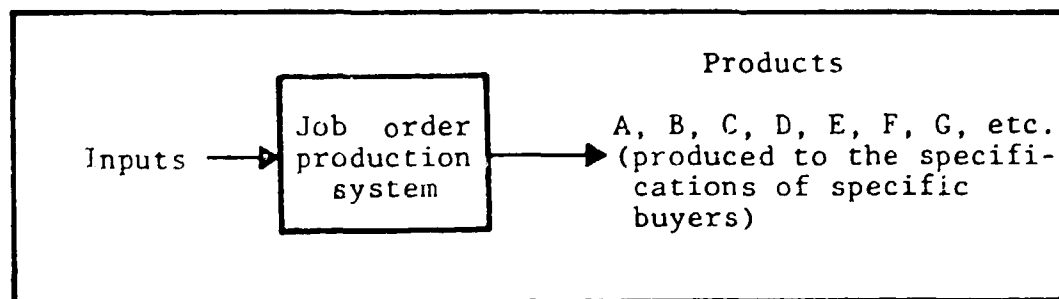 Products
Inputs
Job order
production
system
A, B, C, D, E, F, G, etc.
(produced to the specifi-
cations of specific
buyers)